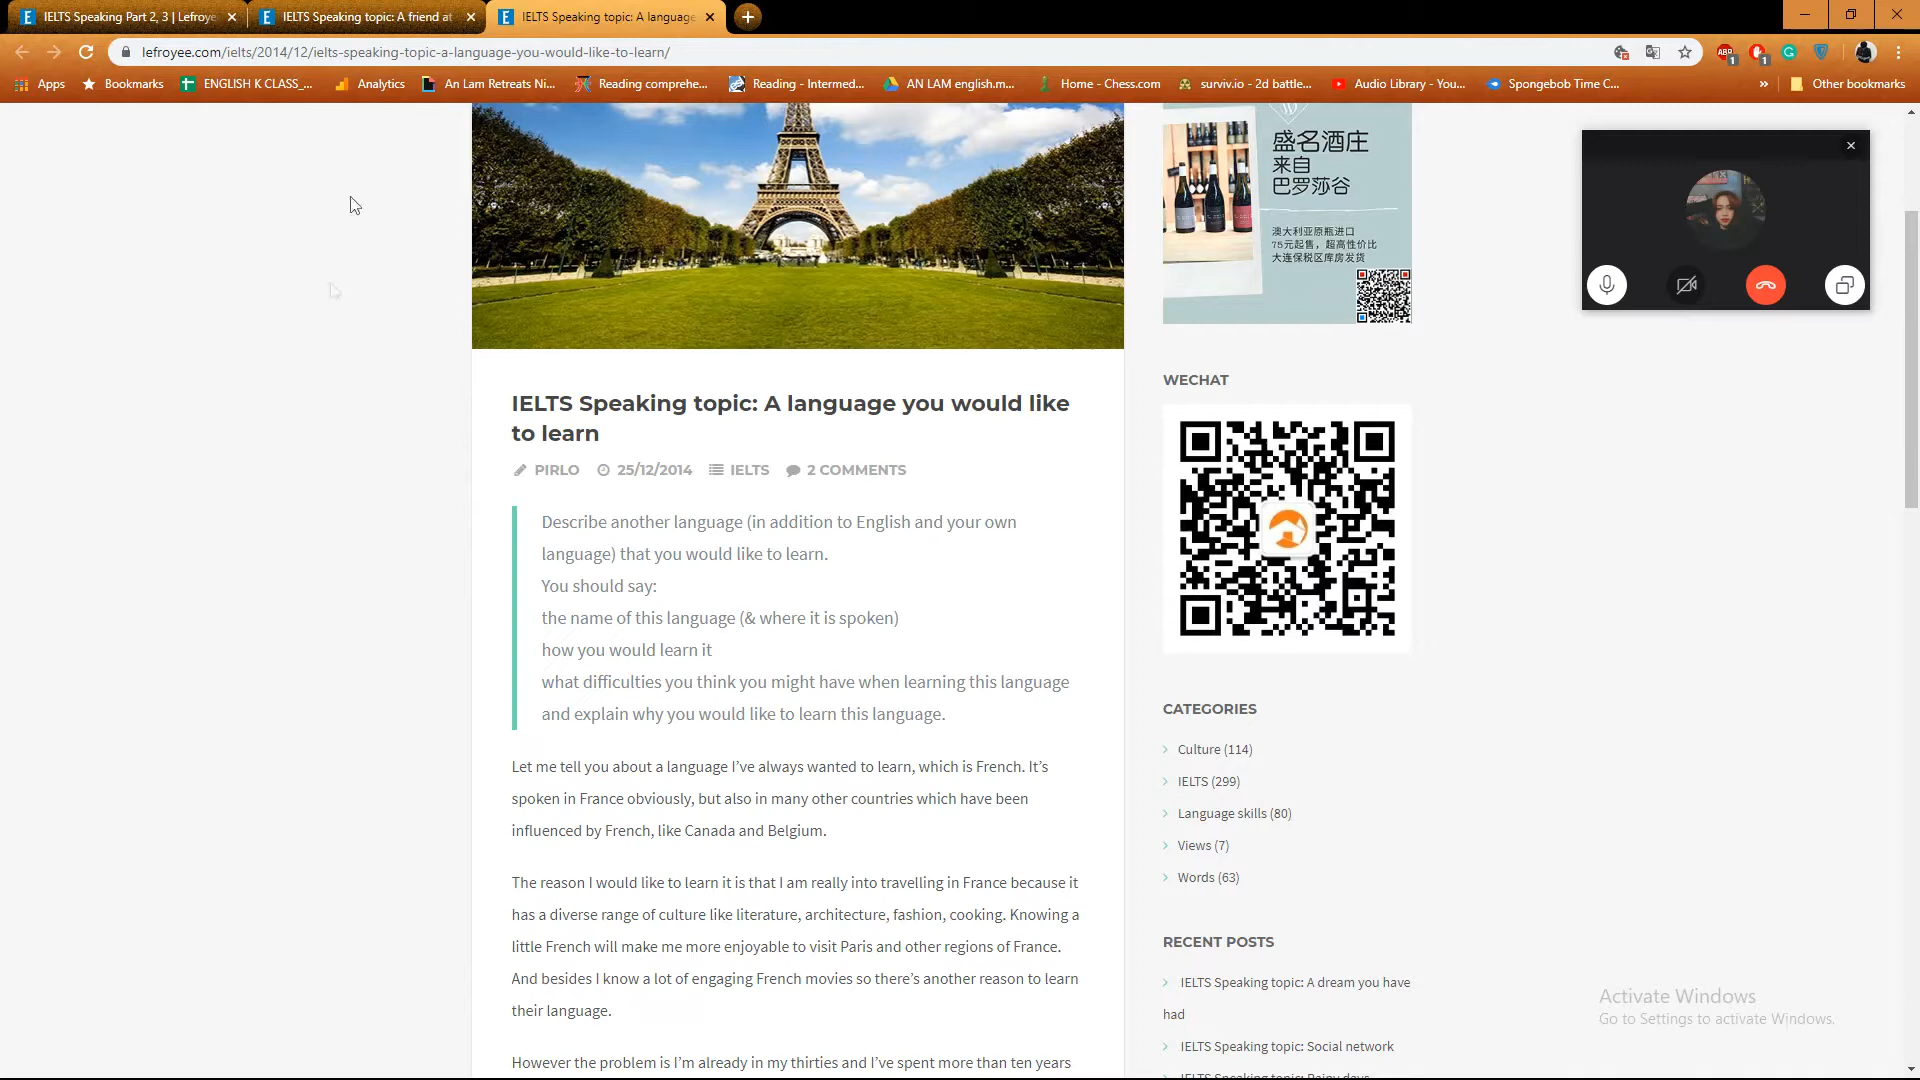 IELTS Speaking Part 2, 3 | Lefroye
IELTS Speaking topic: A friend at
IELTS Speaking topic: A language
lefroyee.com/ielts/2014/12/ielts-speaking-topic-a-language-you-would-like-to-learn/
ABP
1
1
Apps
Bookmarks
ENGLISH K CLASS_...
Analytics
An Lam Retreats Ni...
Reading comprehe...
Reading - Intermed...
AN LAM english.m...
Home - Chess.com
surviv.io - 2d battle...
Audio Library - You...
Spongebob Time C...
»
Other bookmarks
盛名酒庄
来自
巴罗莎谷
澳大利亚原瓶进口
75元起售，超高性价比
大连保税区库房发货
IELTS Speaking topic: A language you would like
to learn
PIRLO 25/12/2014 IELTS 2 COMMENTS
Describe another language (in addition to English and your own
language) that you would like to learn.
You should say:
the name of this language (& where it is spoken)
how you would learn it
what difficulties you think you might have when learning this language
and explain why you would like to learn this language.
Let me tell you about a language I’ve always wanted to learn, which is French. It’s
spoken in France obviously, but also in many other countries which have been
influenced by French, like Canada and Belgium.
The reason I would like to learn it is that I am really into travelling in France because it
has a diverse range of culture like literature, architecture, fashion, cooking. Knowing a
little French will make me more enjoyable to visit Paris and other regions of France.
And besides I know a lot of engaging French movies so there’s another reason to learn
their language.
However the problem is I’m already in my thirties and I’ve spent more than ten years
WECHAT
CATEGORIES
Culture (114)
IELTS (299)
Language skills (80)
Views (7)
Words (63)
RECENT POSTS
IELTS Speaking topic: A dream you have
had
IELTS Speaking topic: Social network
IELTS Speaking topic: Rainy days
Activate Windows
Go to Settings to activate Windows.